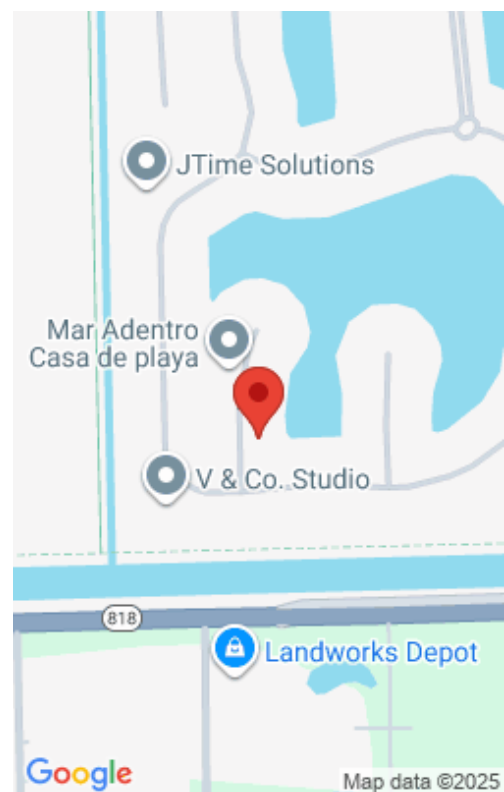 JTime Solutions
Mar Adentro
Casa de playa
V & Co. Studio
818
Landworks Depot
Google
Map data ©2025